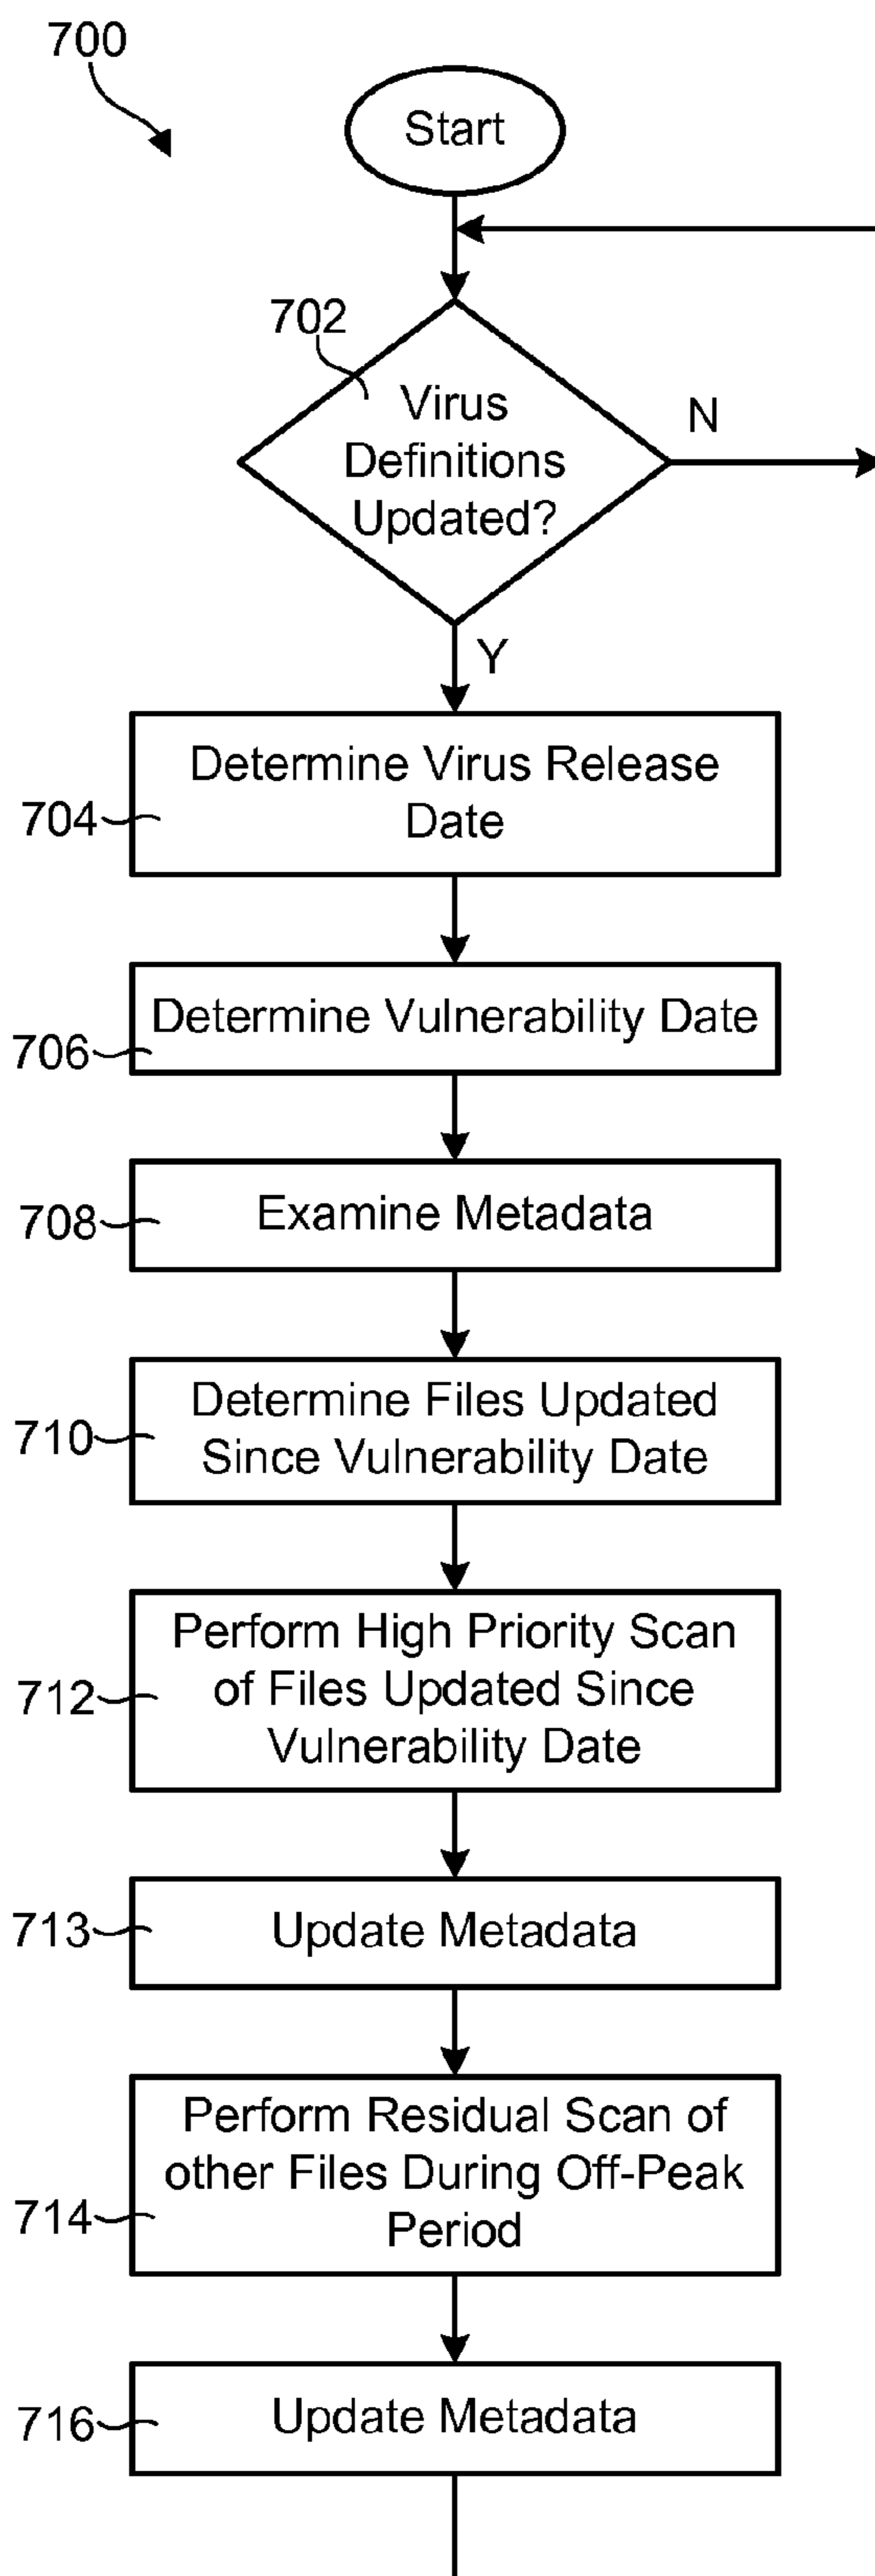 700
Start
702
Virus
Definitions
Updated?
N
Y
Determine Virus Release
Date
704
Determine Vulnerability Date
706
Examine Metadata
708
Determine Files Updated
Since Vulnerability Date
710
Perform High Priority Scan
of Files Updated Since
Vulnerability Date
712
Update Metadata
713
Perform Residual Scan of
other Files During Off-Peak
Period
714
Update Metadata
716